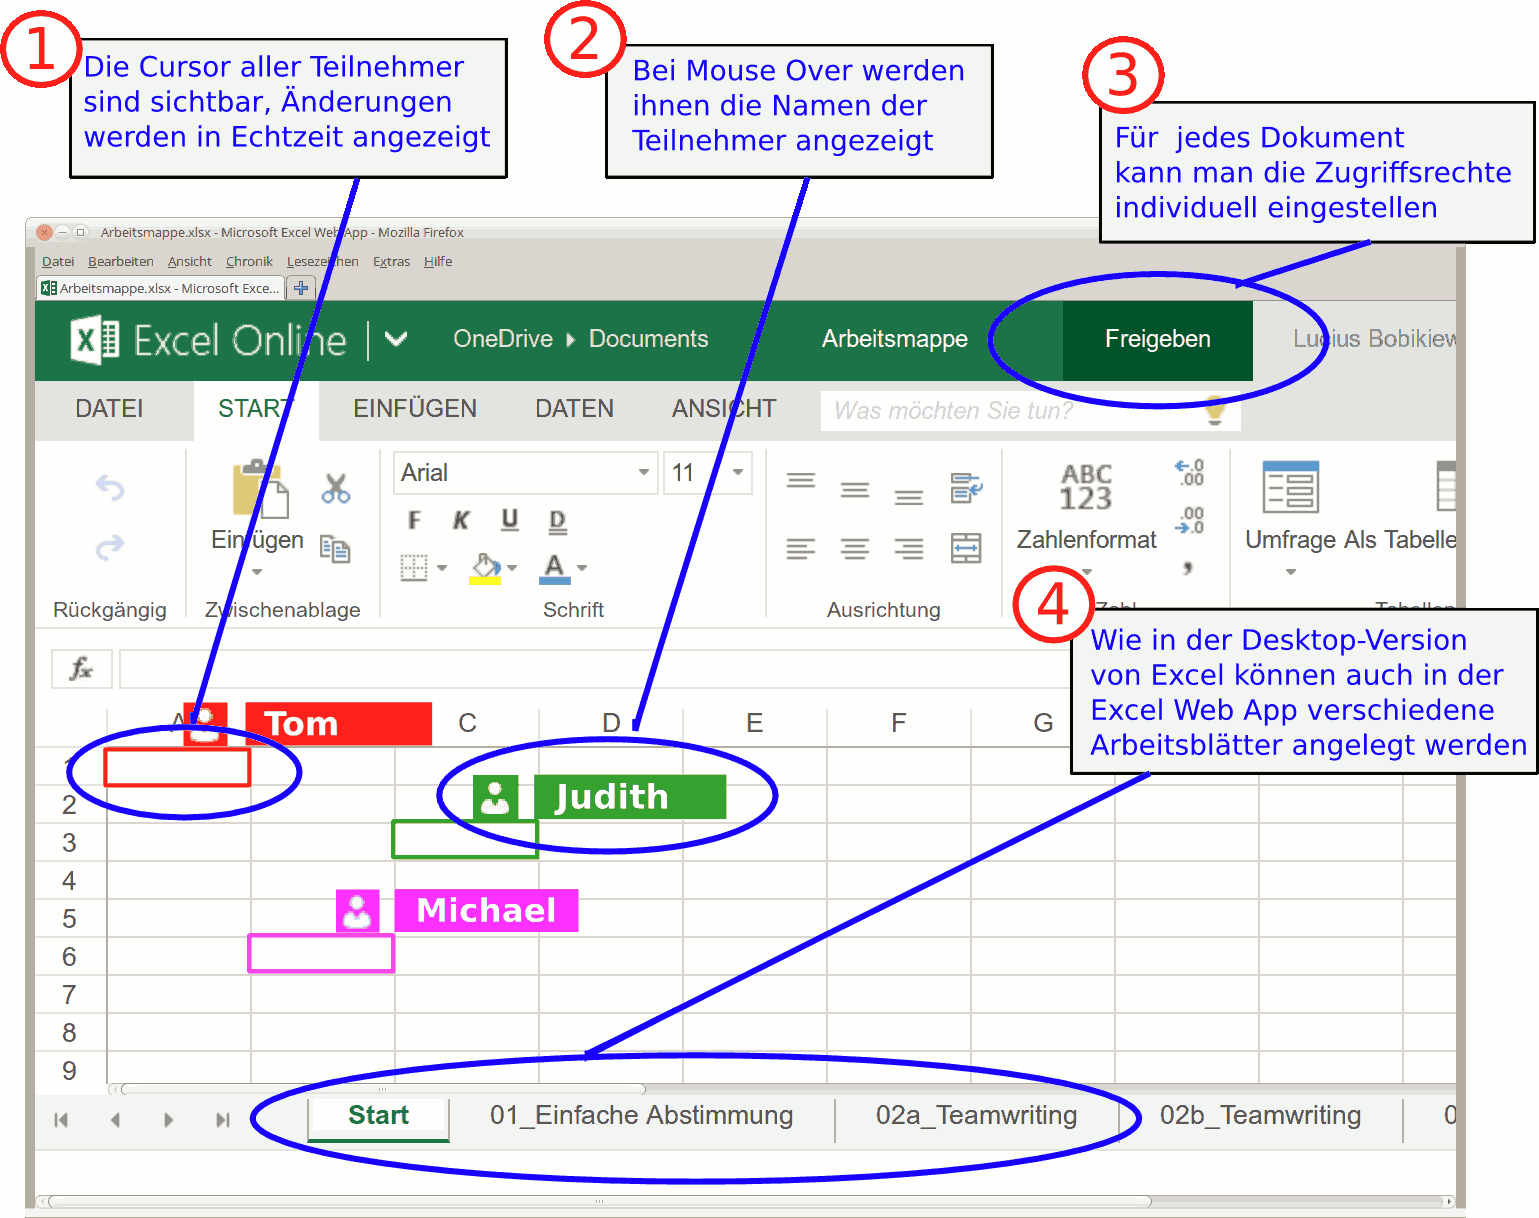 1
Die Cursor aller Teilnehmer
sind sichtbar, Änderungen
werden in Echtzeit angezeigt
2
Bei Mouse Over werden
ihnen die Namen der
Teilnehmer angezeigt
3
Für jedes Dokument
kann man die Zugriffsrechte
individuell eingestellen
Arbeitsmappe.xlsx - Microsoft Excel Web App - Mozilla Firefox
Datei Bearbeiten Ansicht Chronik Lesezeichen Extras Hilfe
Arbeitsmappe.xlsx - Microsoft Exce...
Excel Online OneDrive Documents Arbeitsmappe Freigeben Lucius Bobikiew
DATEI START EINFÜGEN DATEN ANSICHT Was möchten Sie tun?
Arial 11
ABC
123
←.0
.00
.00
→.0
F K U D
Einfügen Zahlenformat Umfrage Als Tabelle
A
Rückgängig Zwischenablage Schrift Ausrichtung Zahl Tabellen
4
Wie in der Desktop-Version
von Excel können auch in der
Excel Web App verschiedene
Arbeitsblätter angelegt werden
fx
A Tom C D E F G
1
2 Judith
3
4
5 Michael
6
7
8
9
Start 01_Einfache Abstimmung 02a_Teamwriting 02b_Teamwriting 0